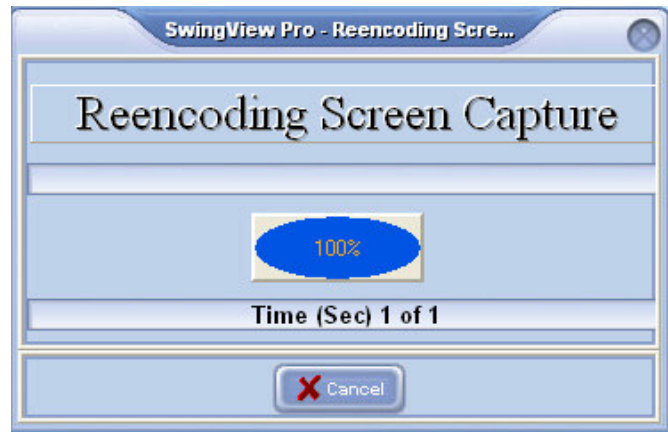 SwingView Pro - Reencoding Scre...
Reencoding Screen Capture
100%
Time (Sec) 1 of 1
Cancel